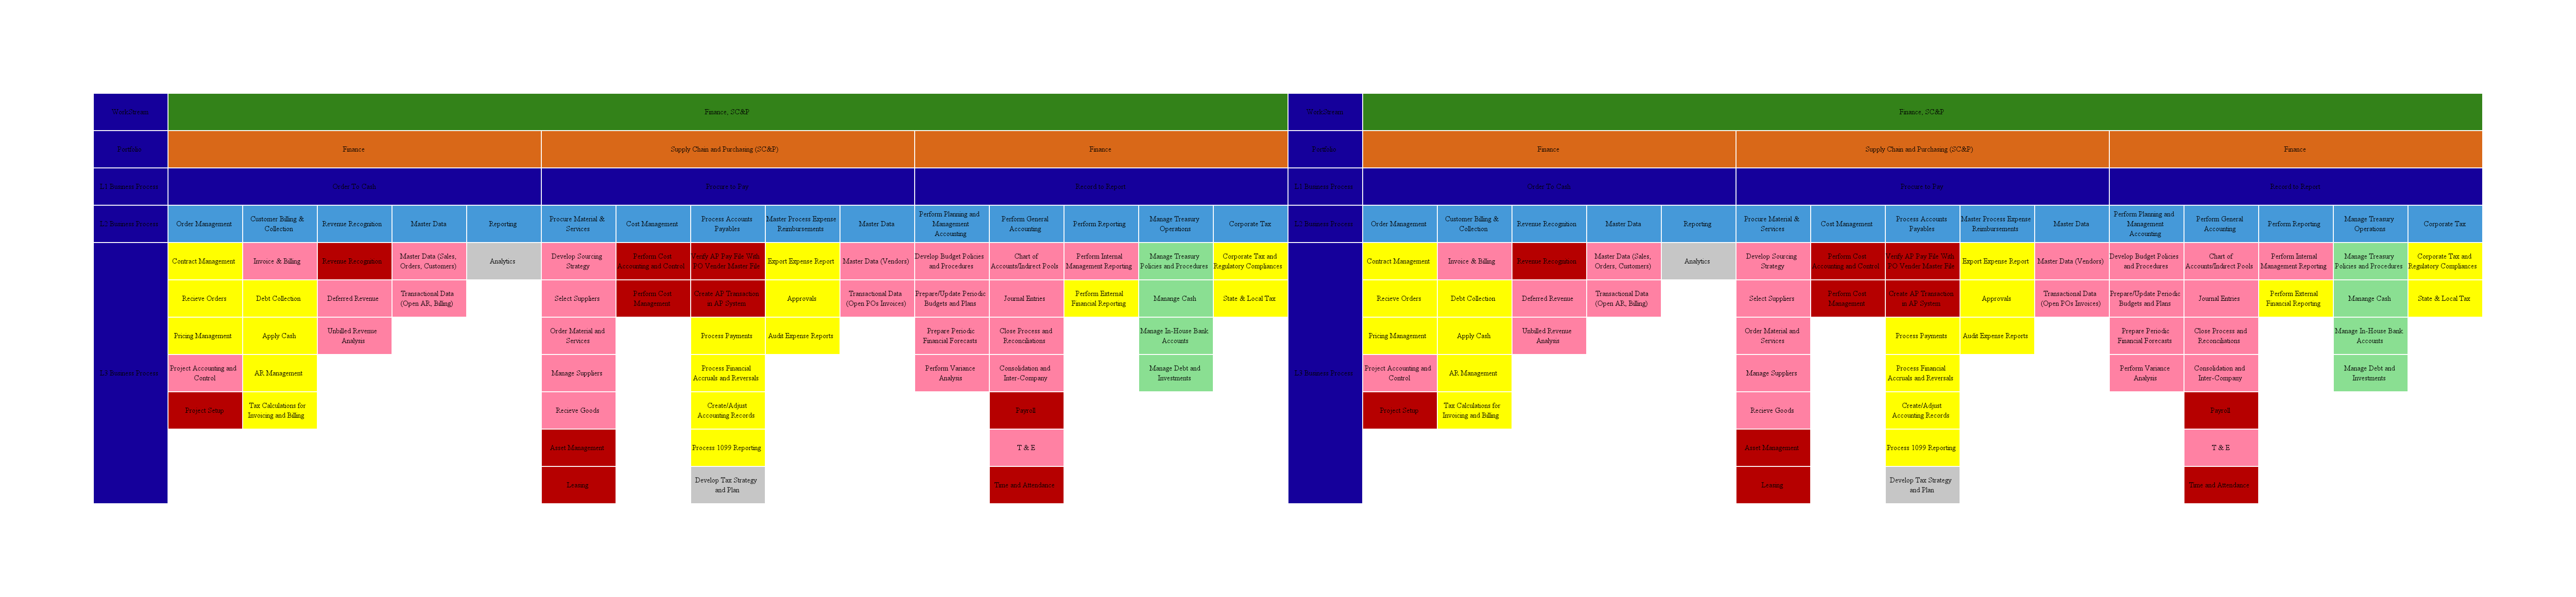 Work Stream
Finance, SC&P
Work Stream
Finance, SC&P
Portfolio
Finance
Supply Chain and Purchasing (SC&P)
Finance
Portfolio
Finance
Supply Chain and Purchasing (SC&P)
Finance
Business Process
Order To Cash
Procure to Pay
Record to Report
Business Process
Order To Cash
Procure to Pay
Record to Report
Business Process
Order Management
Customer Billing &
Collection
Revenue Recognition
Master Data
Reporting
Procure Material &
Services
Cost Management
Process Accounts
Payables
Master Process Expense
Reimbursements
Master Data
Perform Planning and
Management
Accounting
Perform General
Accounting
Perform Reporting
Manage Treasury
Operations
Corporate Tax
Business Process
Order Management
Customer Billing &
Collection
Revenue Recognition
Master Data
Reporting
Procure Material &
Services
Cost Management
Process Accounts
Payables
Master Process Expense
Reimbursements
Master Data
Perform Planning and
Management
Accounting
Perform General
Accounting
Perform Reporting
Manage Treasury
Operations
Corporate Tax
Contract Management
Invoice & Billing
Revenue Recognition
Master Data (Sales,
Orders, Customers)
Analytics
Develop Sourcing
Strategy
Perform Cost
Accounting and Control
Verify AP Pay File With
PO Vendor Master File
Export Expense Report
Master Data (Vendors)
Develop Budget Policies
and Procedures
Chart of
Accounts/Indirect Pools
Perform Internal
Management Reporting
Manage Treasury
Policies and Procedures
Corporate Tax and
Regulatory Compliances
Contract Management
Invoice & Billing
Revenue Recognition
Master Data (Sales,
Orders, Customers)
Analytics
Develop Sourcing
Strategy
Perform Cost
Accounting and Control
Verify AP Pay File With
PO Vendor Master File
Export Expense Report
Master Data (Vendors)
Develop Budget Policies
and Procedures
Chart of
Accounts/Indirect Pools
Perform Internal
Management Reporting
Manage Treasury
Policies and Procedures
Corporate Tax and
Regulatory Compliances
Recieve Orders
Debt Collection
Deferred Revenue
Transactional Data
(Open AR, Billing)
Select Suppliers
Perform Cost
Management
Create AP Transaction
in AP System
Approvals
Transactional Data
(Open POs Invoices)
Prepare/Update Periodic
Budgets and Plans
Journal Entries
Perform External
Financial Reporting
Manange Cash
State & Local Tax
Recieve Orders
Debt Collection
Deferred Revenue
Transactional Data
(Open AR, Billing)
Select Suppliers
Perform Cost
Management
Create AP Transaction
in AP System
Approvals
Transactional Data
(Open POs Invoices)
Prepare/Update Periodic
Budgets and Plans
Journal Entries
Perform External
Financial Reporting
Manange Cash
State & Local Tax
Pricing Management
Apply Cash
Unbilled Revenue
Analysis
Order Material and
Services
Process Payments
Audit Expense Reports
Prepare Periodic
Financial Forecasts
Close Process and
Reconciliations
Manage In-House Bank
Accounts
Pricing Management
Apply Cash
Unbilled Revenue
Analysis
Order Material and
Services
Process Payments
Audit Expense Reports
Prepare Periodic
Financial Forecasts
Close Process and
Reconciliations
Manage In-House Bank
Accounts
Business Process
Project Accounting and
Control
AR Management
Manage Suppliers
Process Financial
Accruals and Reversals
Perform Variance
Analysis
Consolidation and
Inter-Company
Manage Debt and
Investments
Business Process
Project Accounting and
Control
AR Management
Manage Suppliers
Process Financial
Accruals and Reversals
Perform Variance
Analysis
Consolidation and
Inter-Company
Manage Debt and
Investments
Project Setup
Tax Calculations for
Invoicing and Billing
Recieve Goods
Create/Adjust
Accounting Records
Payroll
Project Setup
Tax Calculations for
Invoicing and Billing
Recieve Goods
Create/Adjust
Accounting Records
Payroll
Asset Management
Process 1099 Reporting
T & E
Asset Management
Process 1099 Reporting
T & E
Leasing
Develop Tax Strategy
and Plan
Time and Attendance
Leasing
Develop Tax Strategy
and Plan
Time and Attendance